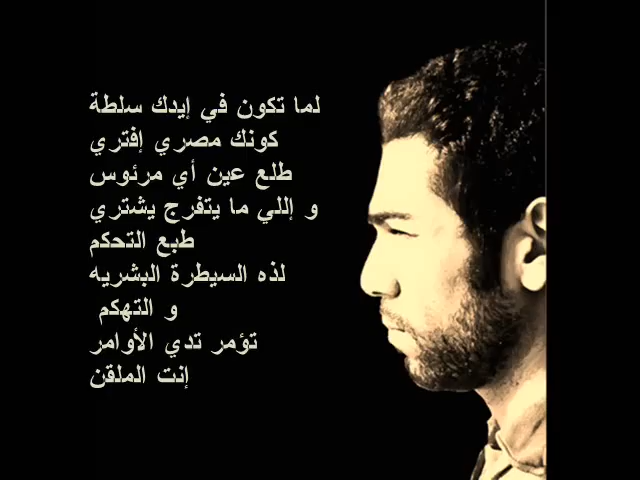 لما تكون في إيدك سلطة
كونك مصري إفتري
طلع عين أي مرئوس
و إللي ما يتفرج يشتري
طبع التحكم
لذه السيطرة البشريه
و التهكم
تؤمر تدي الأوامر
إنت الملقن